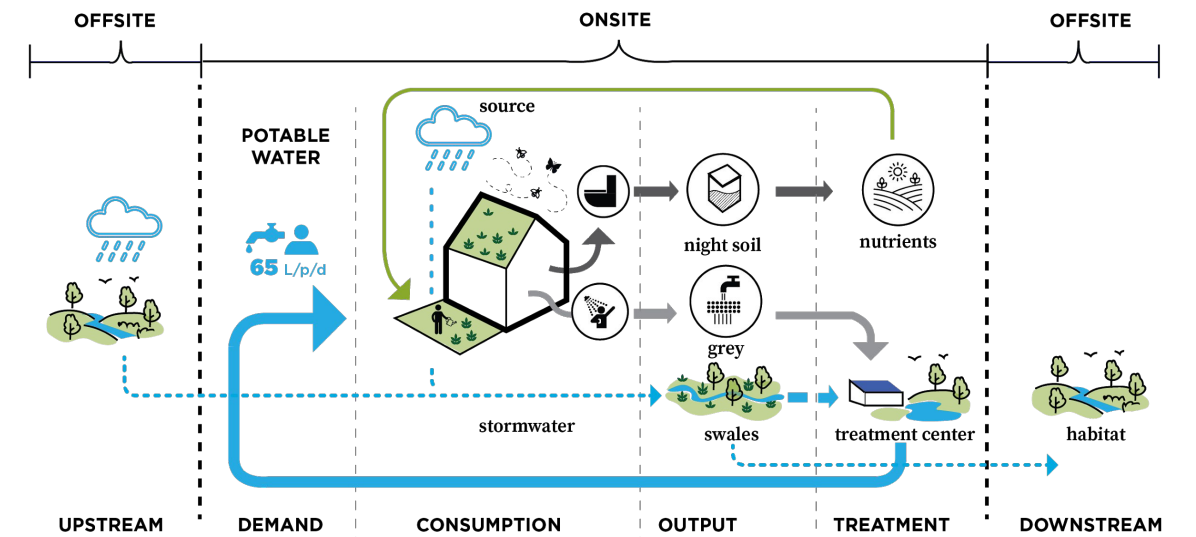 OFFSITE
ONSITE
OFFSITE
POTABLE
WATER
source
65 L/p/d
night soil
nutrients
grey
stormwater
swales
treatment center
habitat
UPSTREAM
DEMAND
CONSUMPTION
OUTPUT
TREATMENT
DOWNSTREAM